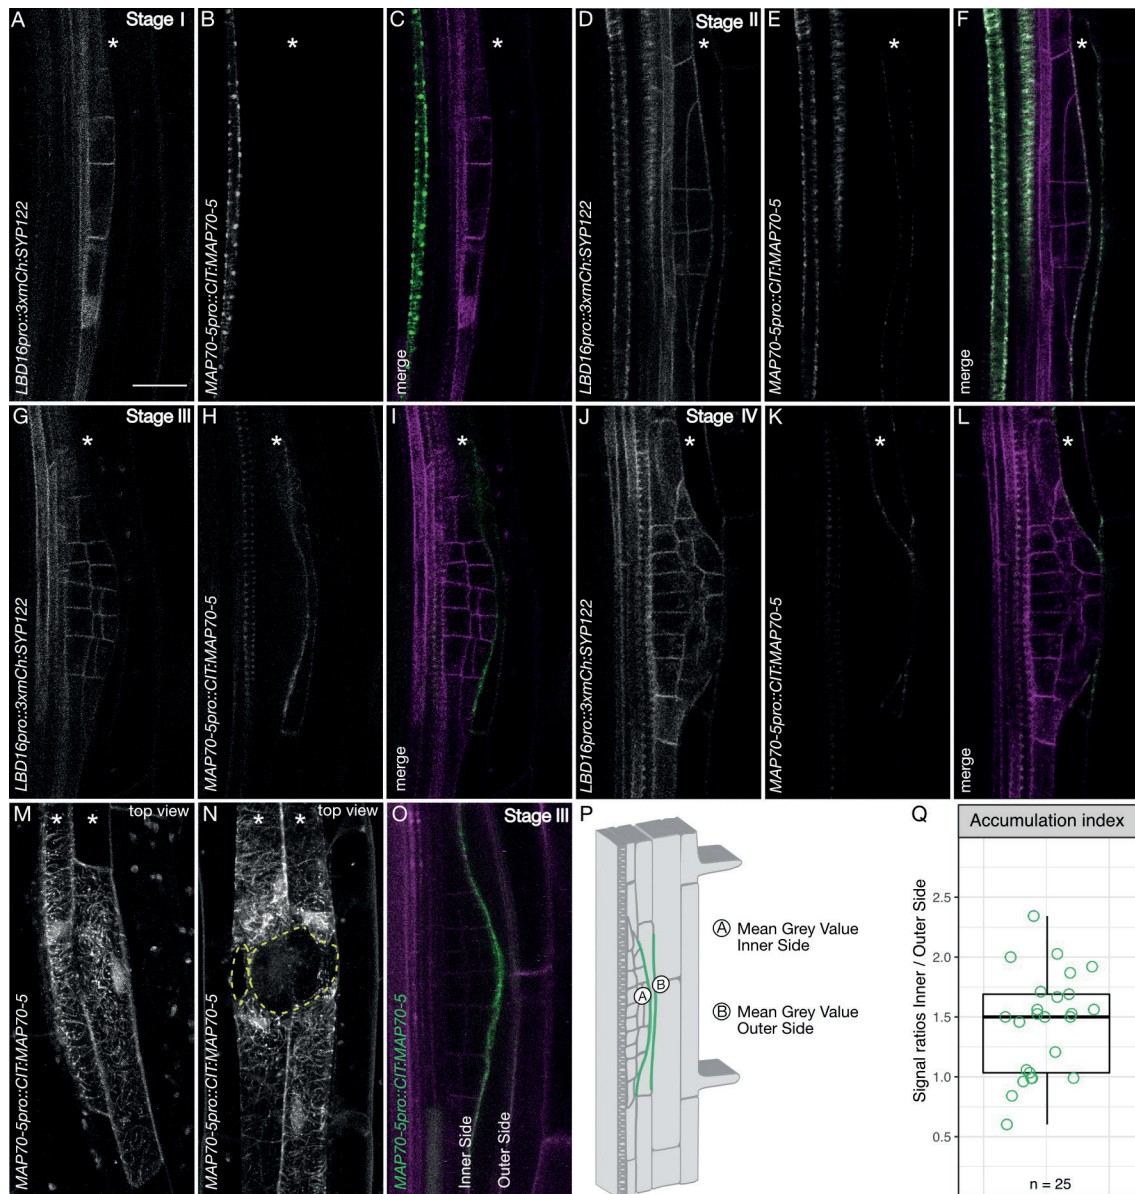 A
Stage I
*
LBD16pro::3xmCh:SYP122
B
*
MAP70-5pro::CIT:MAP70-5
C
*
merge
D
Stage II
*
LBD16pro::3xmCh:SYP122
E
*
MAP70-5pro::CIT:MAP70-5
F
*
merge
G
Stage III
*
LBD16pro::3xmCh:SYP122
H
*
MAP70-5pro::CIT:MAP70-5
I
*
merge
J
Stage IV
*
LBD16pro::3xmCh:SYP122
K
*
MAP70-5pro::CIT:MAP70-5
L
*
merge
M
top view
* *
MAP70-5pro::CIT:MAP70-5
N
top view
* *
MAP70-5pro::CIT:MAP70-5
O
Stage III
MAP70-5pro::CIT:MAP70-5
Inner Side
Outer Side
P
A
B
A Mean Grey Value
Inner Side
B Mean Grey Value
Outer Side
Q
Accumulation index
Signal ratios Inner / Outer Side
2.5
2.0
1.5
1.0
0.5
n = 25